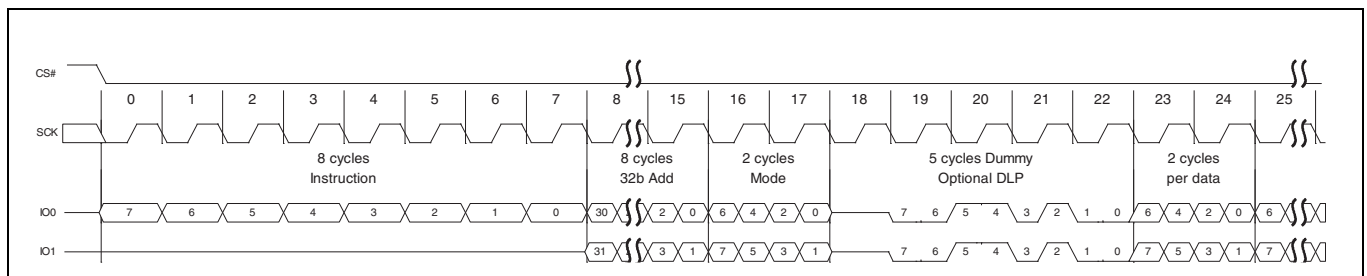 CS#
0 1 2 3 4 5 6 7 8 15 16 17 18 19 20 21 22 23 24 25
SCK
8 cycles Instruction
8 cycles 32b Add
2 cycles Mode
5 cycles Dummy Optional DLP
2 cycles per data
IO0 7 6 5 4 3 2 1 0 30 2 0 6 4 2 0 7 6 5 4 3 2 1 0 6 4 2 0 6
IO1 31 3 1 7 5 3 1 7 6 5 4 3 2 1 0 7 5 3 1 7